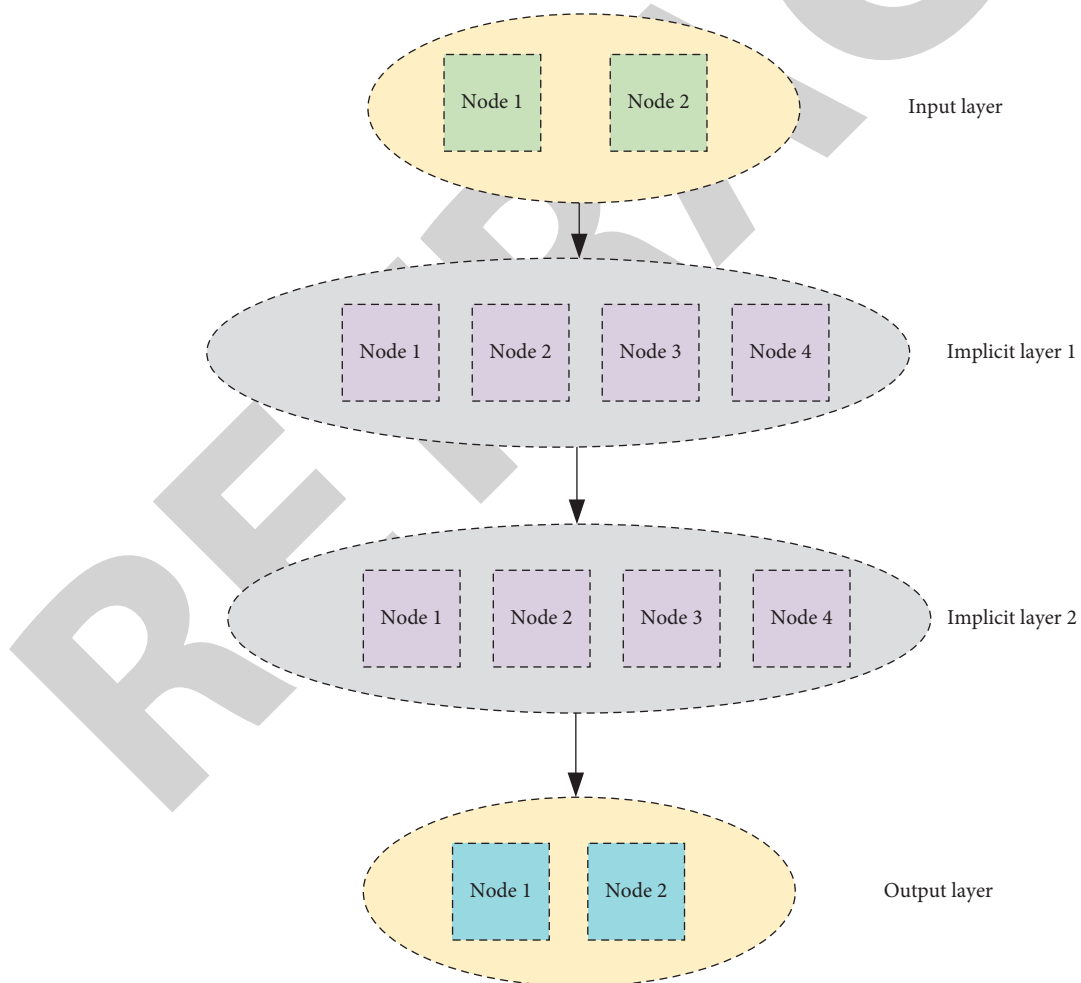 Node 1 Node 2 Input layer
Node 1 Node 2 Node 3 Node 4 Implicit layer 1
Node 1 Node 2 Node 3 Node 4 Implicit layer 2
Node 1 Node 2 Output layer